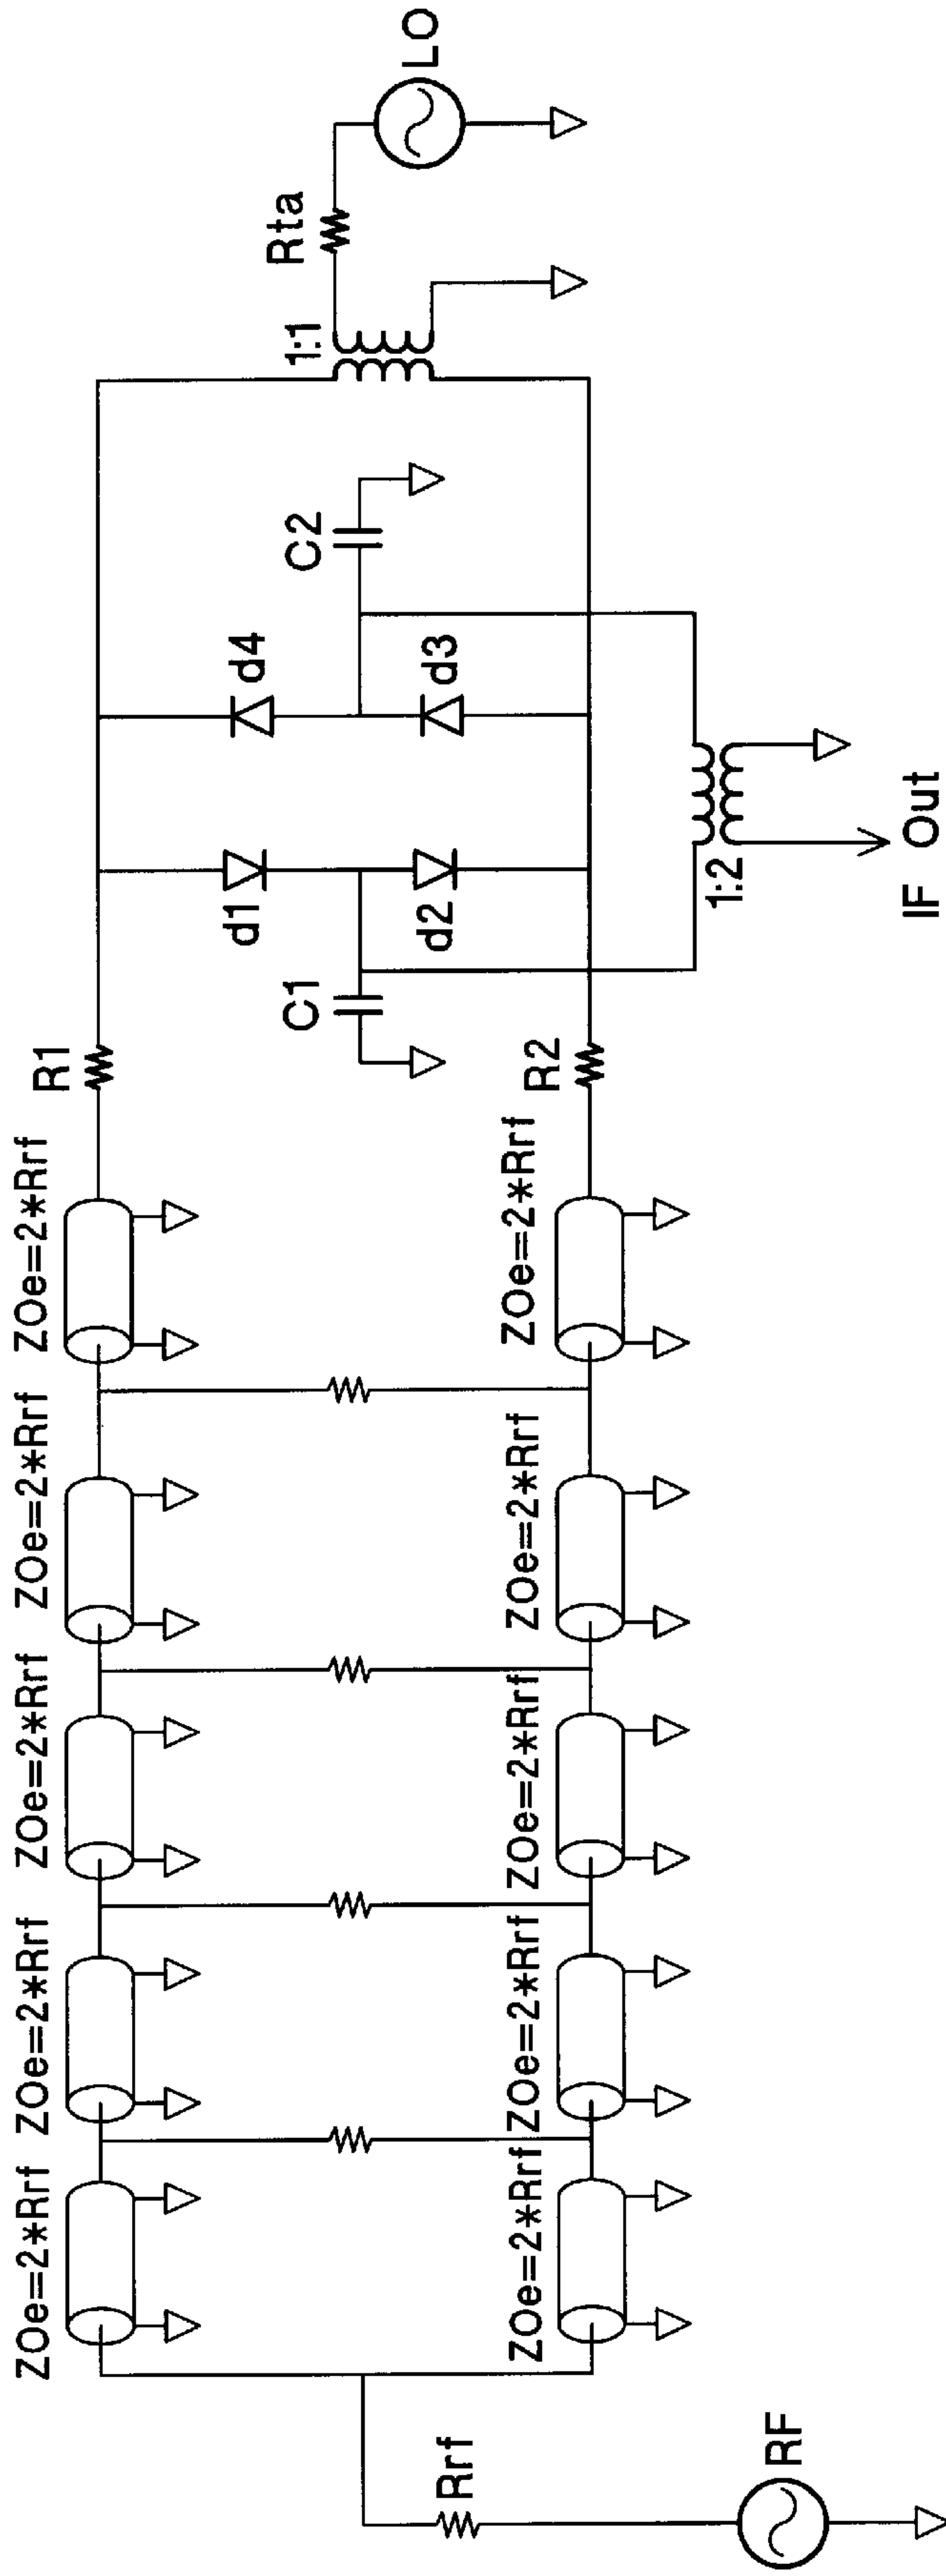 ZOe=2*Rrf
ZOe=2*Rrf
ZOe=2*Rrf
ZOe=2*Rrf
ZOe=2*Rrf
R1
d1
d4
C1
C2
1:1
Rta
LO
Rrf
RF
ZOe=2*Rrf
ZOe=2*Rrf
ZOe=2*Rrf
ZOe=2*Rrf
ZOe=2*Rrf
R2
d2
d3
1:2
IF Out